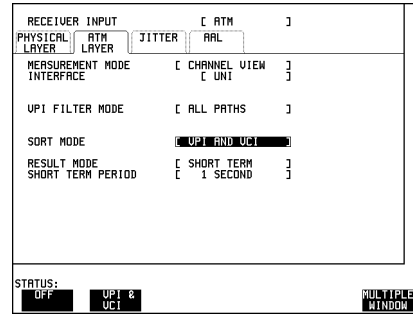 RECEIVER INPUT [ ATM ]
PHYSICAL LAYER ATM LAYER JITTER AAL
MEASUREMENT MODE [ CHANNEL VIEW ]
INTERFACE [ UNI ]
VPI FILTER MODE [ ALL PATHS ]
SORT MODE [ VPI AND VCI ]
RESULT MODE [ SHORT TERM ]
SHORT TERM PERIOD [ 1 SECOND ]
STATUS:
OFF VPI & VCI MULTIPLE WINDOW